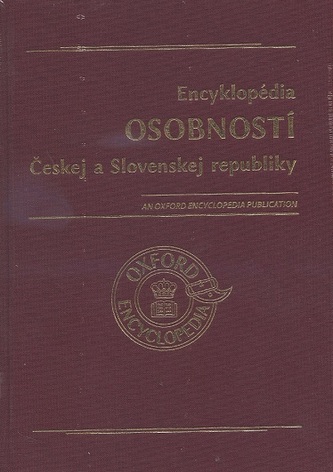 Encyklopédia
OSOBNOSTÍ
Českej a Slovenskej republiky
AN OXFORD ENCYCLOPEDIA PUBLICATION
OXFORD
ENCYCLOPEDIA